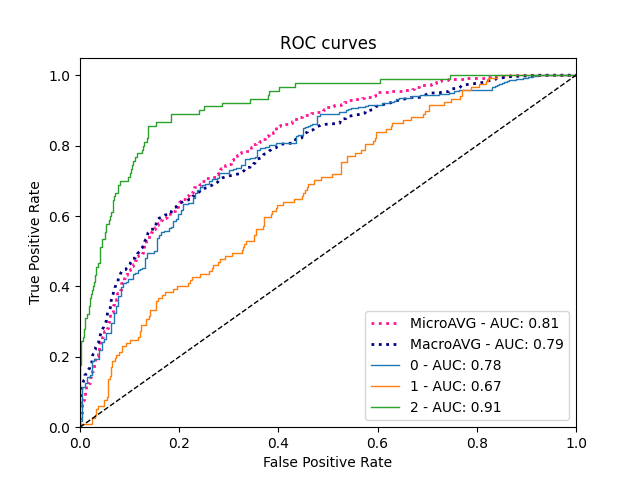 ROC curves
True Positive Rate
1.0
0.8
0.6
0.4
0.2
0.0
MicroAVG - AUC: 0.81
MacroAVG - AUC: 0.79
0 - AUC: 0.78
1 - AUC: 0.67
2 - AUC: 0.91
0.0 0.2 0.4 0.6 0.8 1.0
False Positive Rate